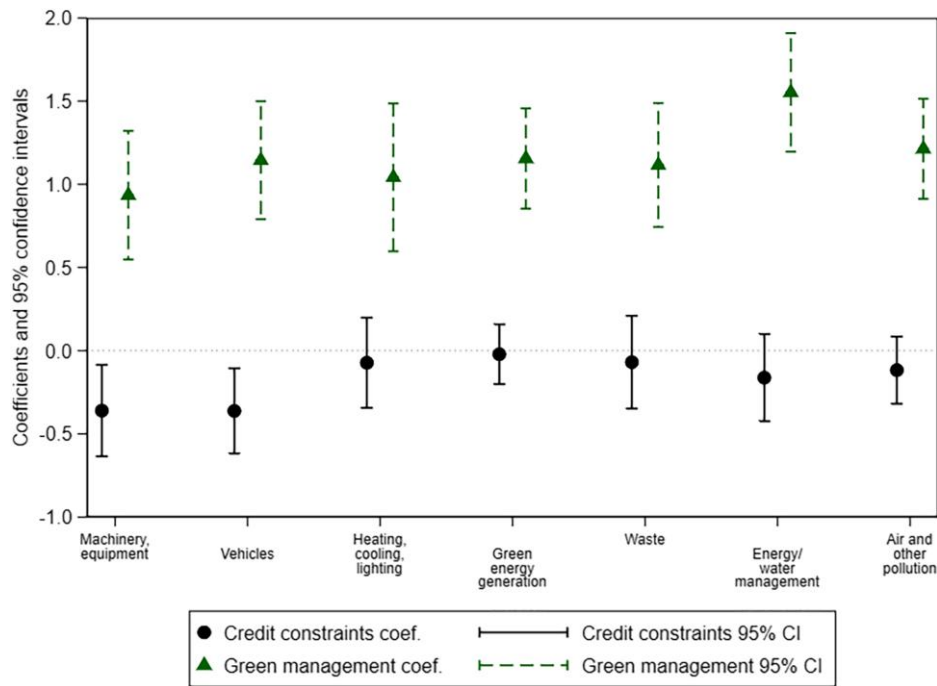 Coefficients and 95% confidence intervals
2.0
1.5
1.0
0.5
0.0
-0.5
-1.0
Machinery,
equipment
Vehicles
Heating,
cooling,
lighting
Green
energy
generation
Waste
Energy/
water
management
Air and
other
pollution
Credit constraints coef.
Credit constraints 95% CI
Green management coef.
Green management 95% CI